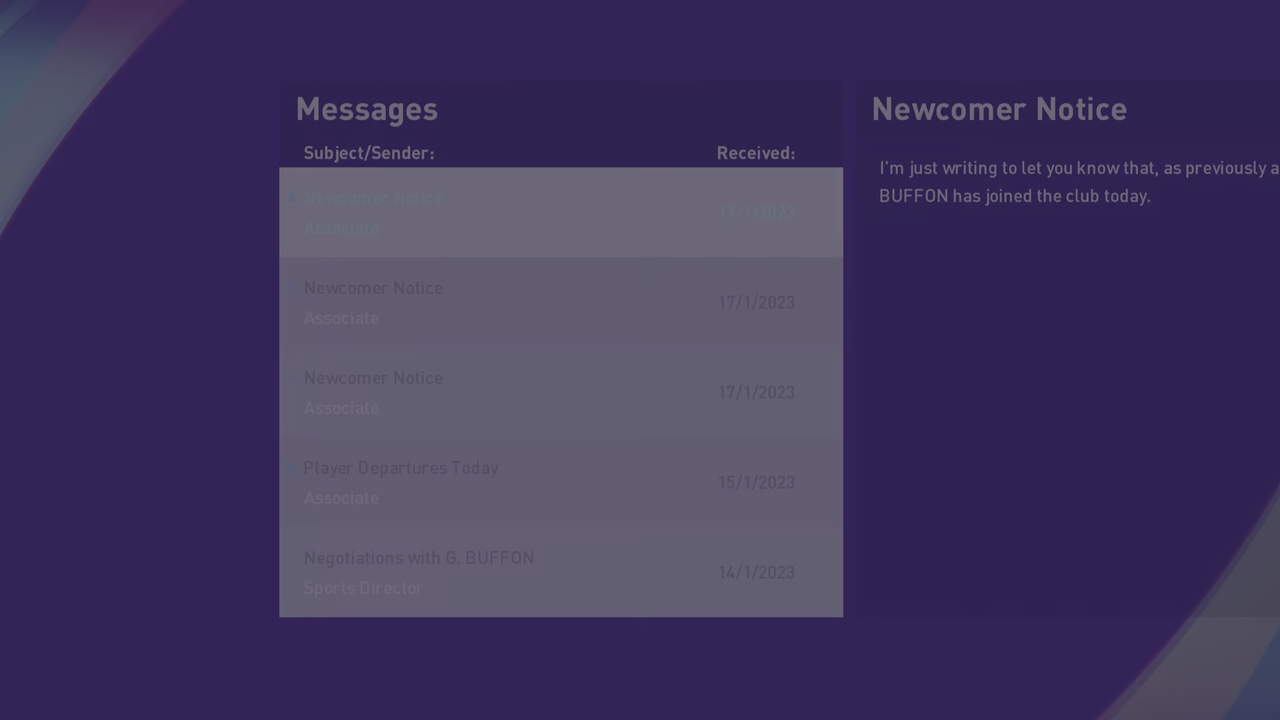 Messages
Subject/Sender: Received:
Newcomer Notice
Associate
17/1/2023
Newcomer Notice
Associate
17/1/2023
Newcomer Notice
Associate
17/1/2023
Player Departures Today
Associate
15/1/2023
Negotiations with G. BUFFON
Sports Director
14/1/2023
Newcomer Notice
I'm just writing to let you know that, as previously
BUFFON has joined the club today.